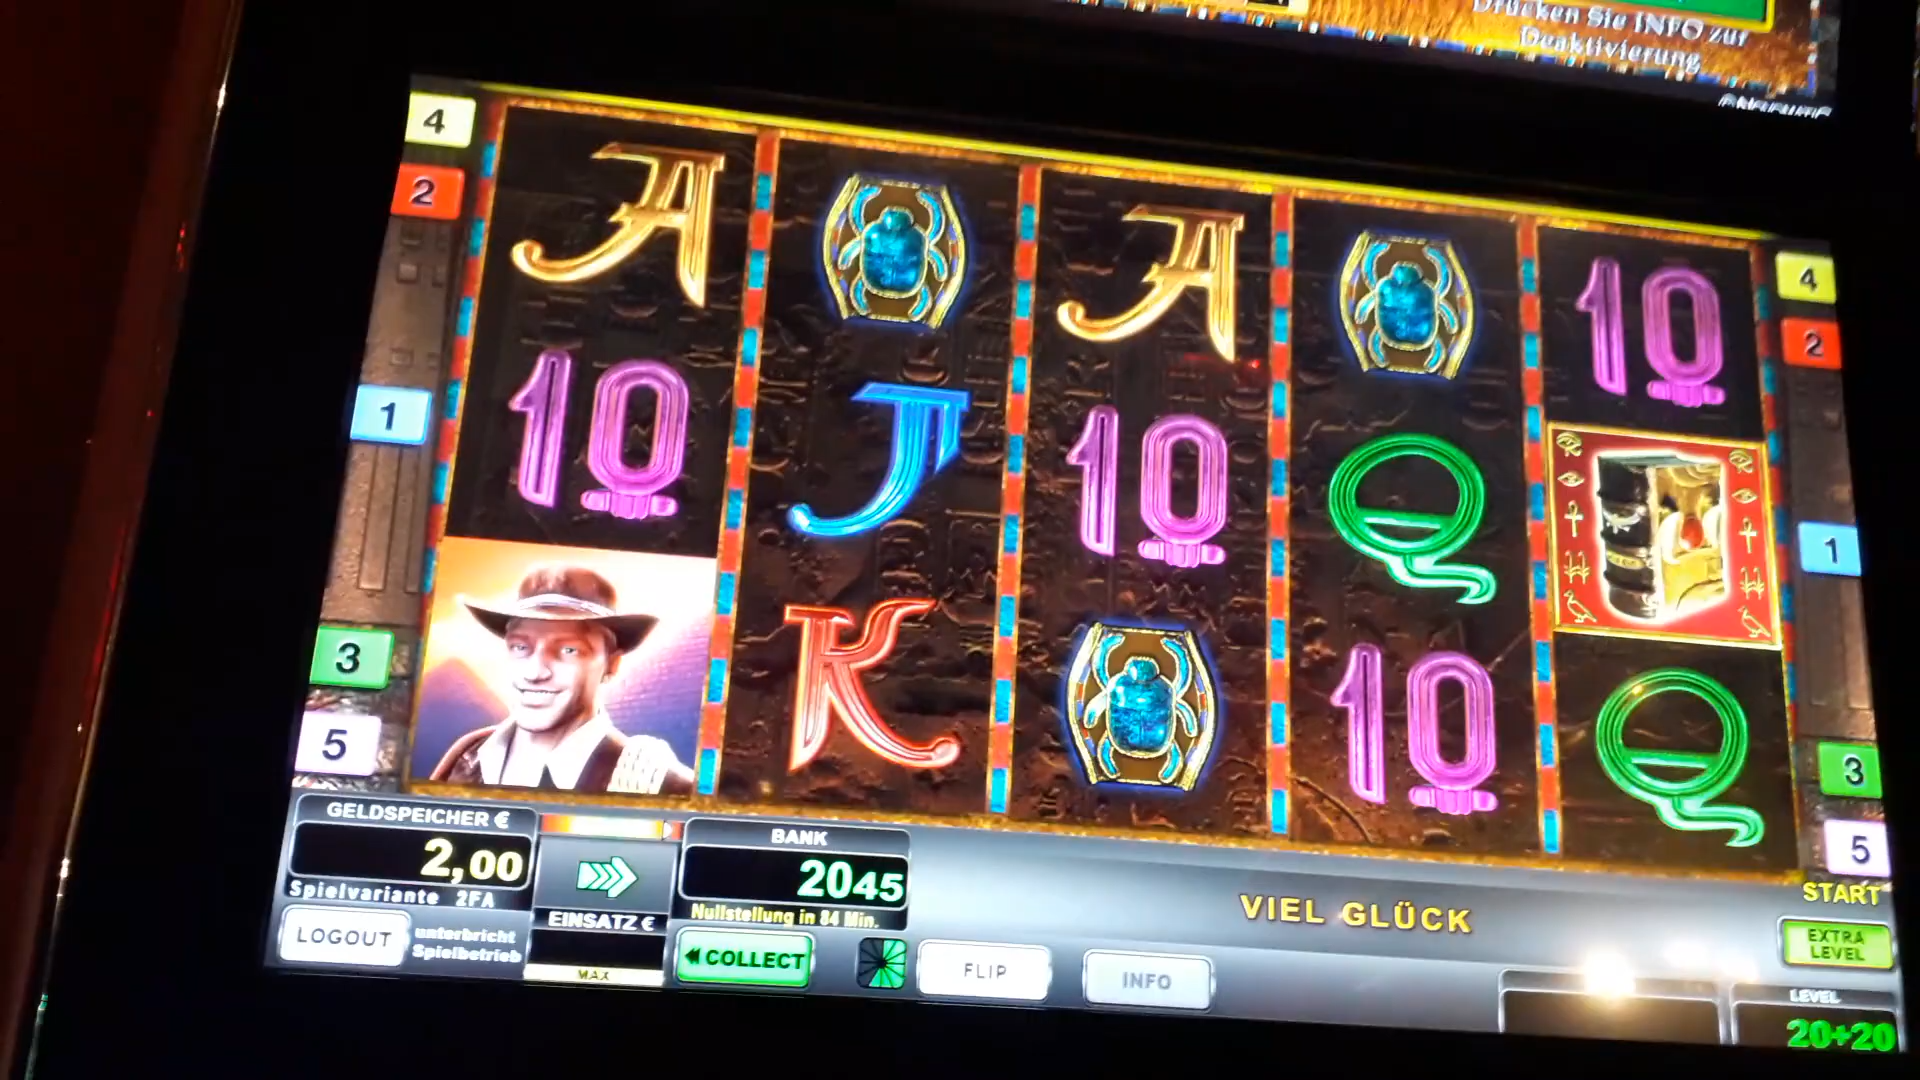 Drücken Sie INFO zur
Deaktivierung
4
2
1
3
5
A
A
10
10
J
10
Q
K
10
Q
4
2
1
3
5
GELDSPEICHER €
2,00
Spielvariante 2FA
LOGOUT
unterbricht
Spielbetrieb
EINSATZ €
MAX
BANK
2045
Nullstellung in 84 Min.
COLLECT
FLIP
INFO
VIEL GLÜCK
START
EXTRA
LEVEL
LEVEL
20+20